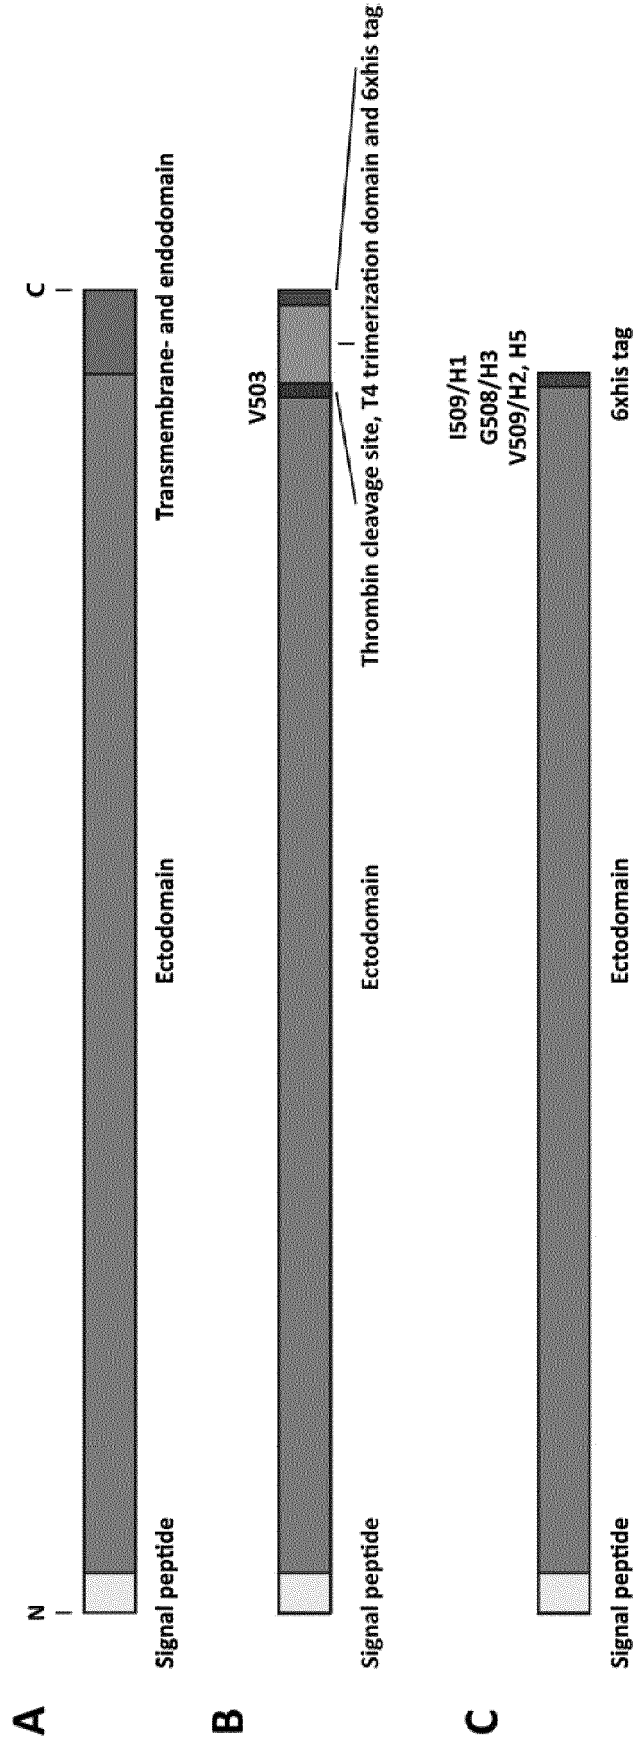 A
N
C
Signal peptide
Ectodomain
Transmembrane- and endodomain
B
V503
Signal peptide
Ectodomain
Thrombin cleavage site, T4 trimerization domain and 6xhis tag
C
I509/H1
G508/H3
V509/H2, H5
Signal peptide
Ectodomain
6xhis tag